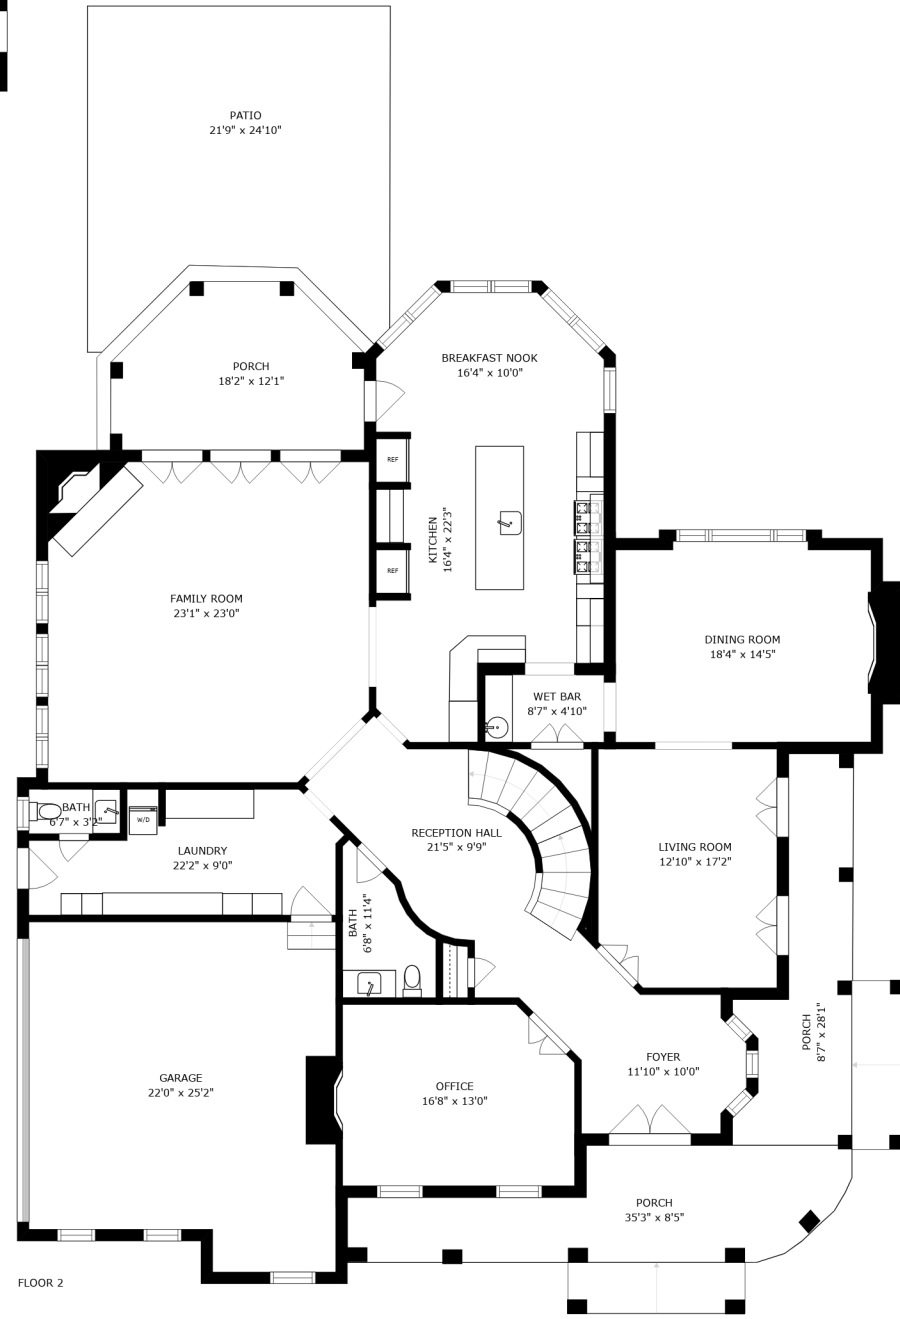 PATIO
21'9" x 24'10"
BREAKFAST NOOK
16'4" x 10'0"
PORCH
18'2" x 12'1"
REF
KITCHEN
16'4" x 22'3"
REF
FAMILY ROOM
23'1" x 23'0"
DINING ROOM
18'4" x 14'5"
WET BAR
8'7" x 4'10"
BATH
6'7" x 3'2"
W/D
RECEPTION HALL
21'5" x 9'9"
LAUNDRY
22'2" x 9'0"
LIVING ROOM
12'10" x 17'2"
BATH
6'8" x 11'4"
PORCH
8'7" x 28'1"
FOYER
11'10" x 10'0"
GARAGE
22'0" x 25'2"
OFFICE
16'8" x 13'0"
PORCH
35'3" x 8'5"
FLOOR 2